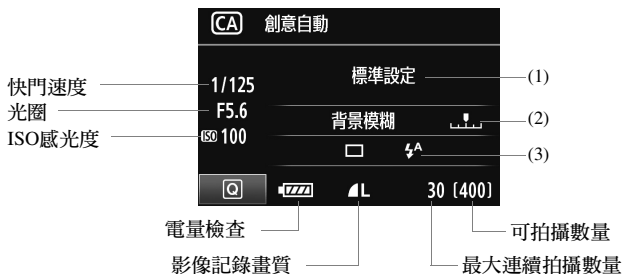 CA 創意自動
標準設定
(1)
快門速度
1/125
光圈
F5.6
背景模糊
(2)
ISO感光度
ISO 100
⚡A
(3)
Q
L
30 [400]
電量檢查
可拍攝數量
影像記錄畫質
最大連續拍攝數量